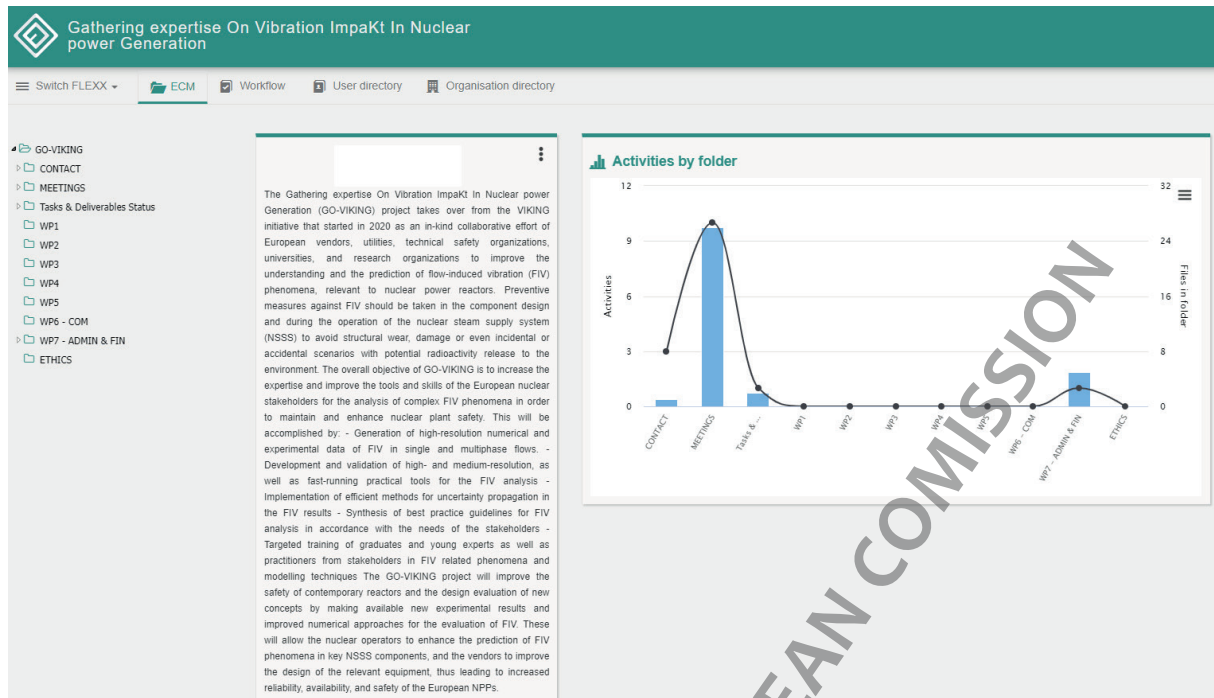 Gathering expertise On Vibration ImpaKt In Nuclear
power Generation
Switch FLEXX
ECM
Workflow
User directory
Organisation directory
GO-VIKING
CONTACT
MEETINGS
Tasks & Deliverables Status
WP1
WP2
WP3
WP4
WP5
WP6 - COM
WP7 - ADMIN & FIN
ETHICS
The Gathering expertise On Vibration ImpaKt In Nuclear power
Generation (GO-VIKING) project takes over from the VIKING
initiative that started in 2020 as an in-kind collaborative effort of
European vendors, utilities, technical safety organizations,
universities, and research organizations to improve the
understanding and the prediction of flow-induced vibration (FIV)
phenomena, relevant to nuclear power reactors. Preventive
measures against FIV should be taken in the component design
and during the operation of the nuclear steam supply system
(NSSS) to avoid structural wear, damage or even incidental or
accidental scenarios with potential radioactivity release to the
environment. The overall objective of GO-VIKING is to increase the
expertise and improve the tools and skills of the European nuclear
stakeholders for the analysis of complex FIV phenomena in order
to maintain and enhance nuclear plant safety. This will be
accomplished by: - Generation of high-resolution numerical and
experimental data of FIV in single and multiphase flows. -
Development and validation of high- and medium-resolution, as
well as fast-running practical tools for the FIV analysis -
Implementation of efficient methods for uncertainty propagation in
the FIV results - Synthesis of best practice guidelines for FIV
analysis in accordance with the needs of the stakeholders -
Targeted training of graduates and young experts as well as
practitioners from stakeholders in FIV related phenomena and
modelling techniques The GO-VIKING project will improve the
safety of contemporary reactors and the design evaluation of new
concepts by making available new experimental results and
improved numerical approaches for the evaluation of FIV. These
will allow the nuclear operators to enhance the prediction of FIV
phenomena in key NSSS components, and the vendors to improve
the design of the relevant equipment, thus leading to increased
reliability, availability, and safety of the European NPPs.
Activities by folder
12
9
6
3
0
Activities
32
24
16
8
0
Files in folder
CONTACT
MEETINGS
Tasks & ...
WP1
WP2
WP3
WP4
WP5
WP6 - COM
WP7 - ADMIN & FIN
ETHICS
EAN COMISSION